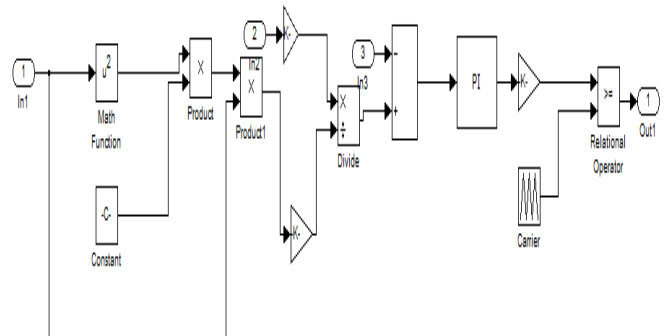 1
In1
u²
Math
Function
-C-
Constant
×
Product
×
Product1
2
In2
-K-
-K-
×
÷
Divide
3
In3
−
+
PI
-K-
Carrier
>=
Relational
Operator
1
Out1